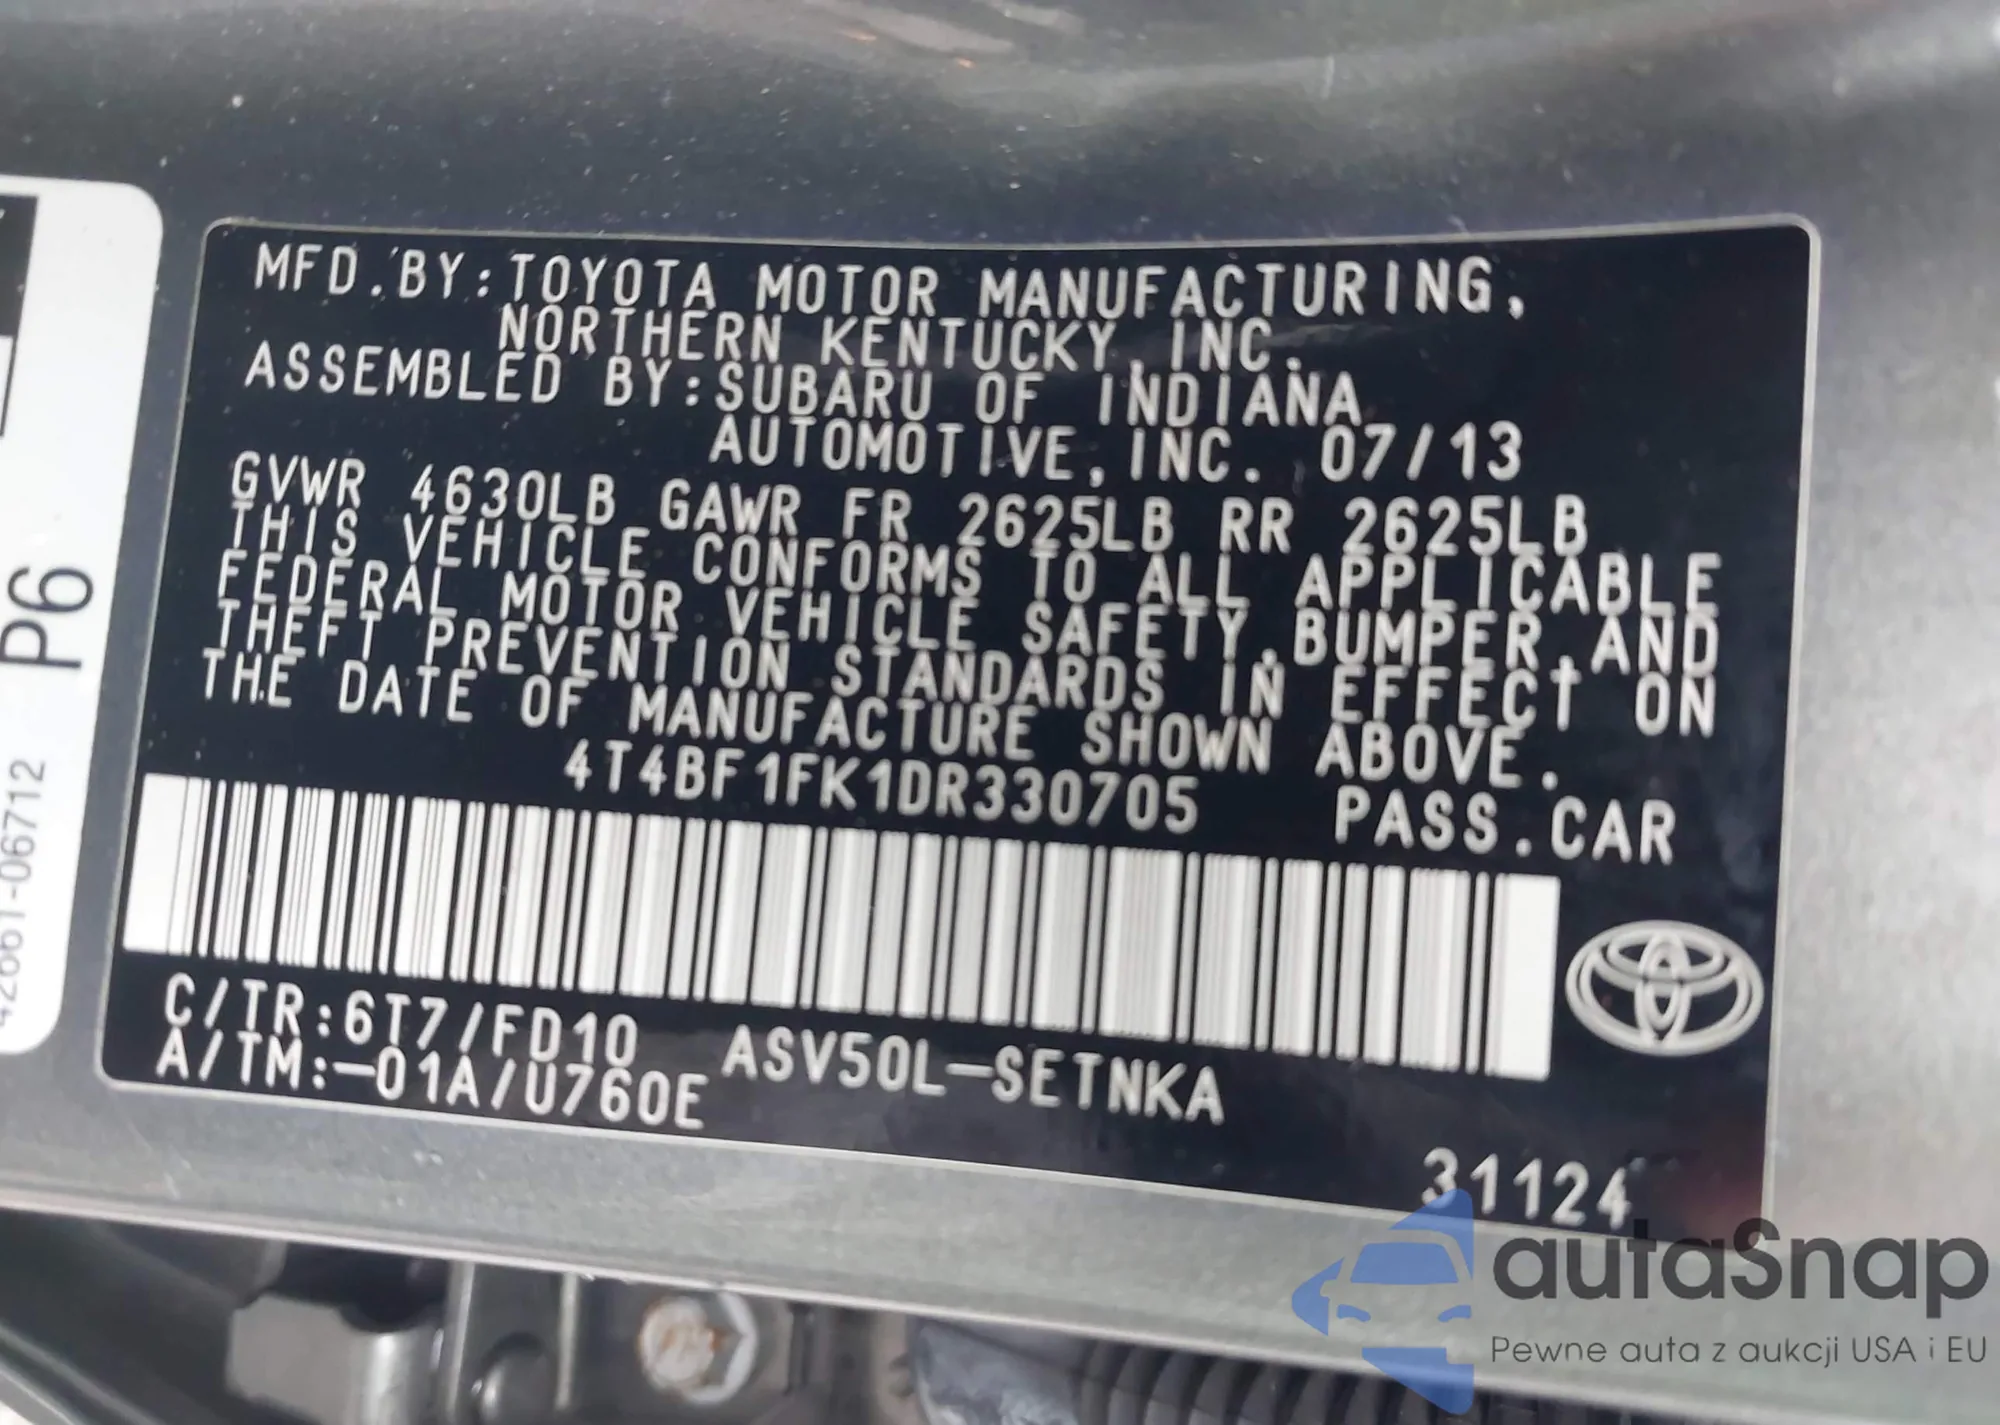 MFD. BY: TOYOTA MOTOR MANUFACTURING,
NORTHERN KENTUCKY, INC.
ASSEMBLED BY: SUBARU OF INDIANA
AUTOMOTIVE, INC. 07/13
GVWR 4630LB GAWR FR 2625LB RR 2625LB
THIS VEHICLE CONFORMS TO ALL APPLICABLE
FEDERAL MOTOR VEHICLE SAFETY, BUMPER, AND
THEFT PREVENTION STANDARDS IN EFFECT ON
THE DATE OF MANUFACTURE SHOWN ABOVE.
4T4BF1FK1DR330705 PASS. CAR
C/TR: 6T7/FD10 ASV50L-SETNKA
A/TM: -01A/U760E
31124
P6
42661-06712
autaSnap
Pewne auta z aukcji USA i EU